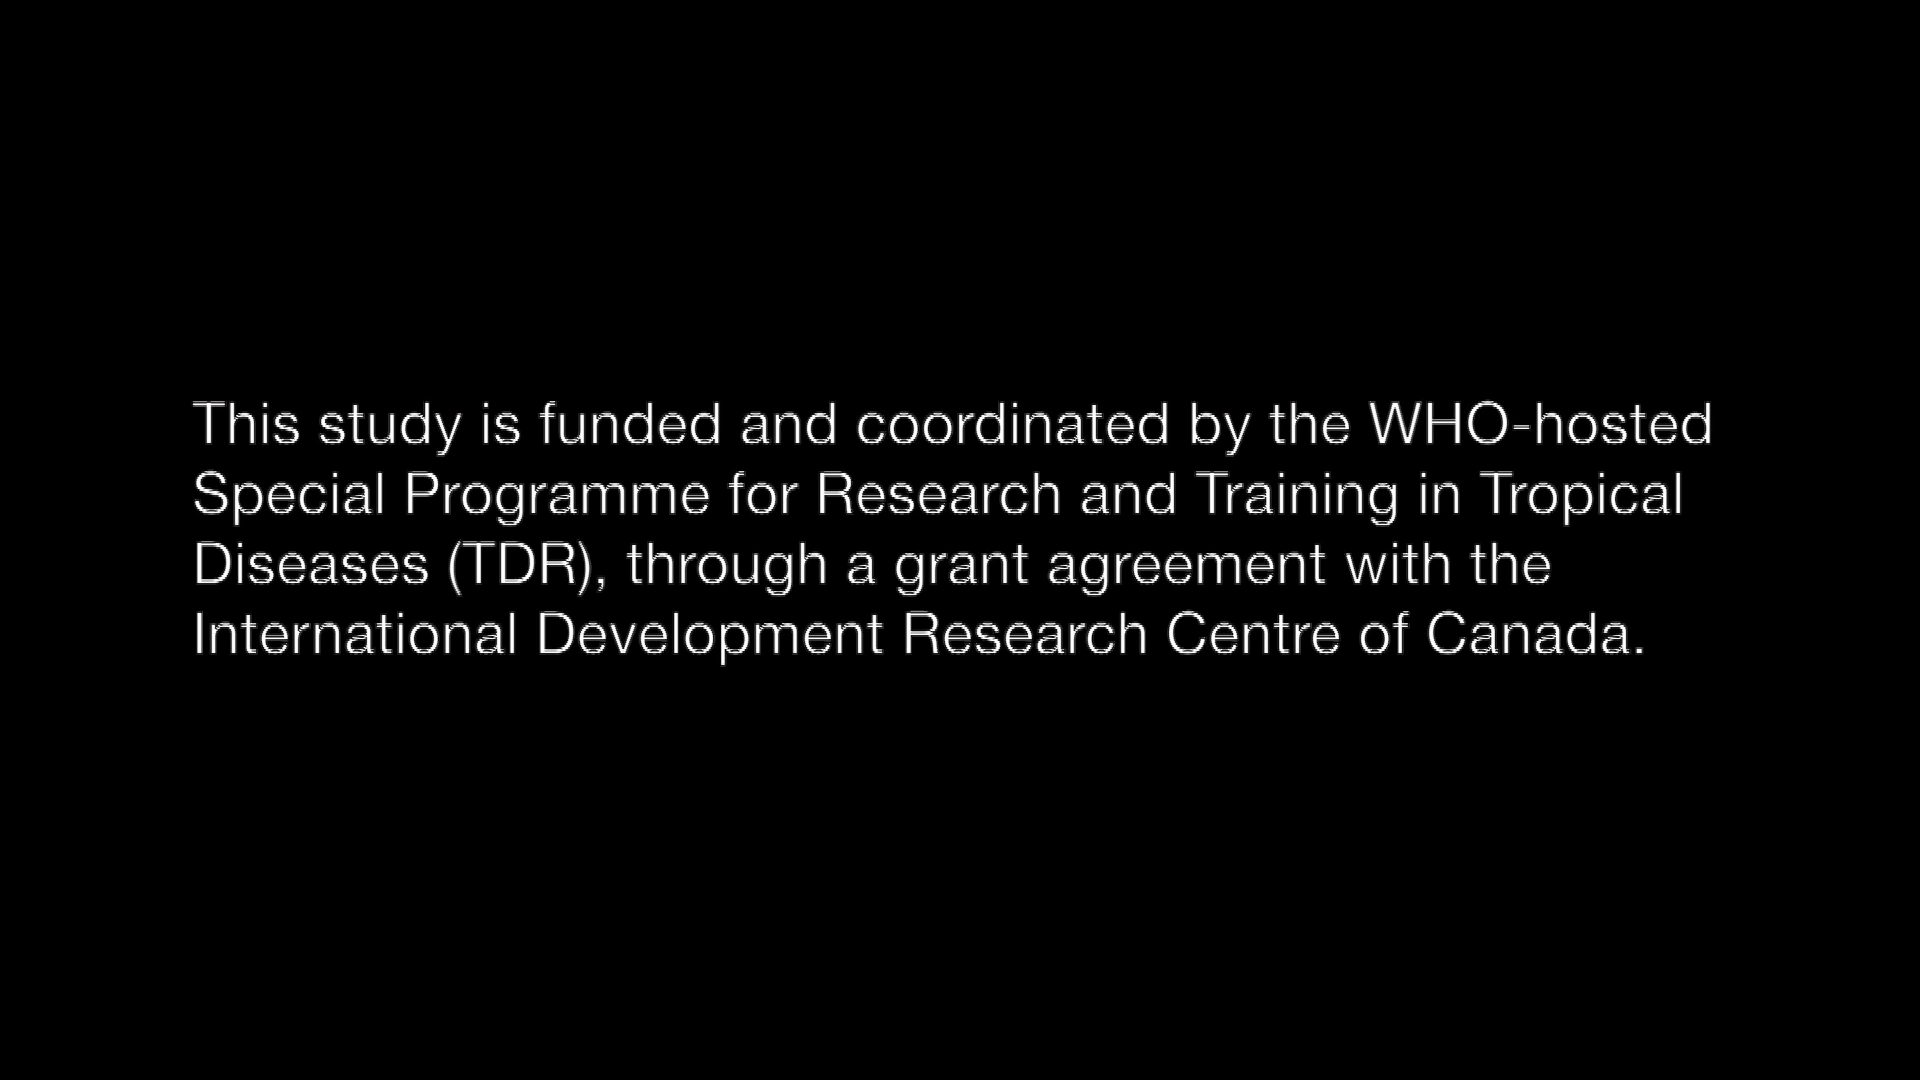 This study is funded and coordinated by the WHO-hosted
Special Programme for Research and Training in Tropical
Diseases (TDR), through a grant agreement with the
International Development Research Centre of Canada.